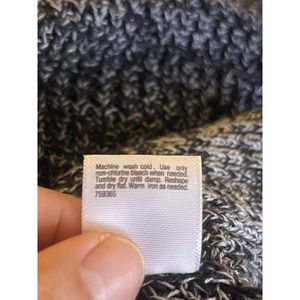 Machine wash cold. Use only
non-chlorine bleach when needed.
Tumble dry until damp. Reshape
and dry flat. Warm iron as needed.
759365